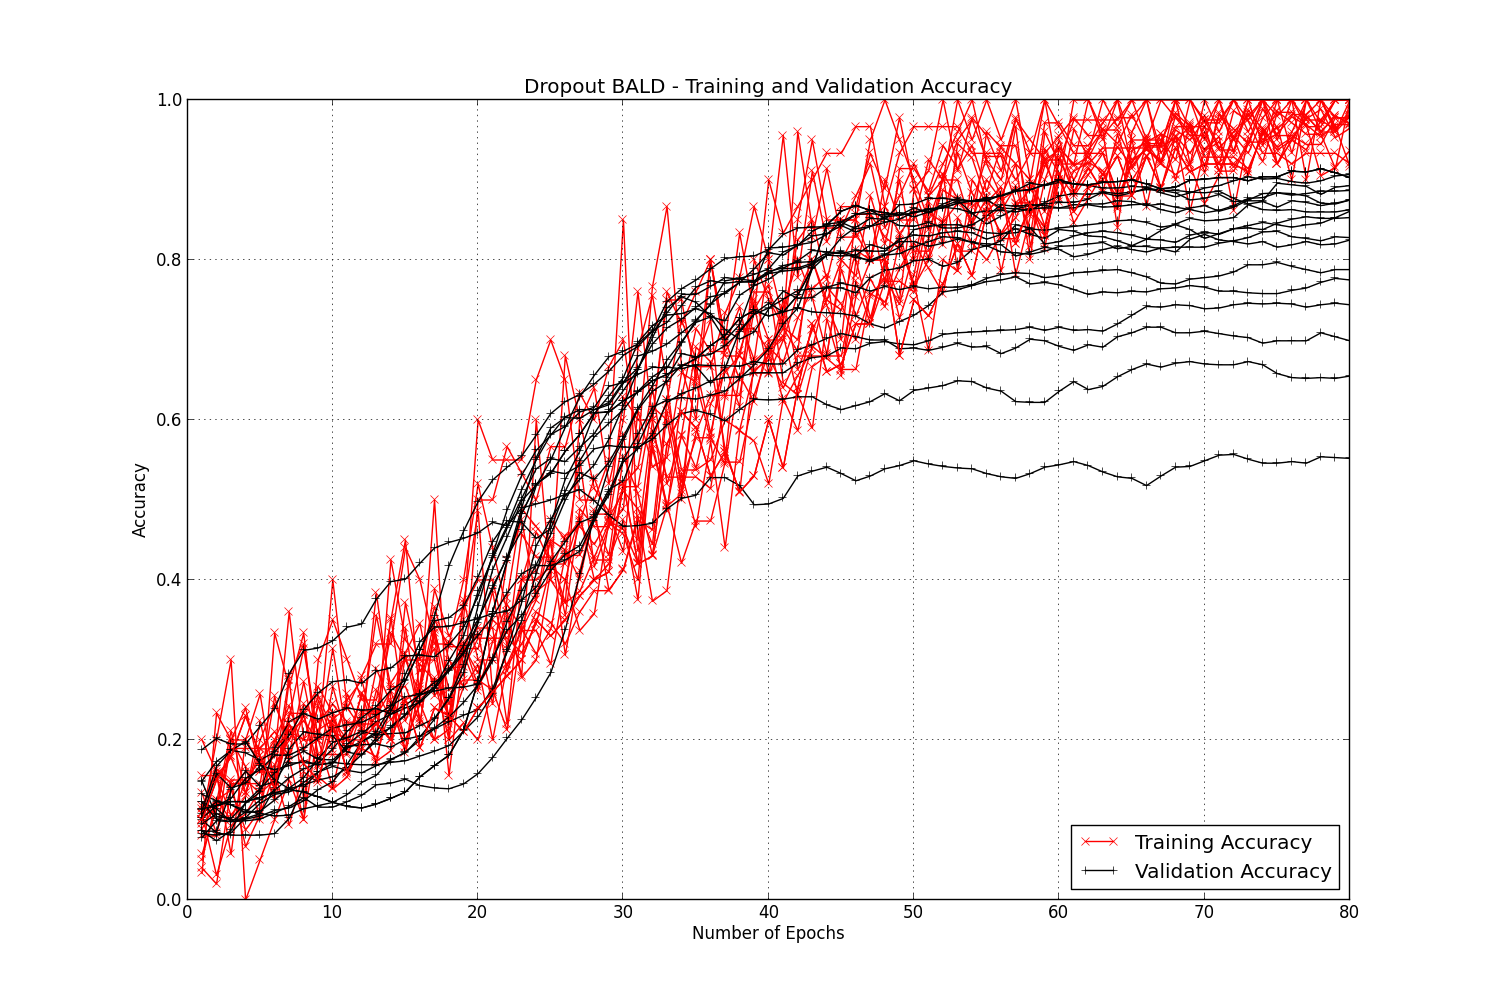 Dropout BALD - Training and Validation Accuracy
1.0
0.8
0.6
0.4
0.2
0.0
Accuracy
0 10 20 30 40 50 60 70 80
Number of Epochs
Training Accuracy
Validation Accuracy